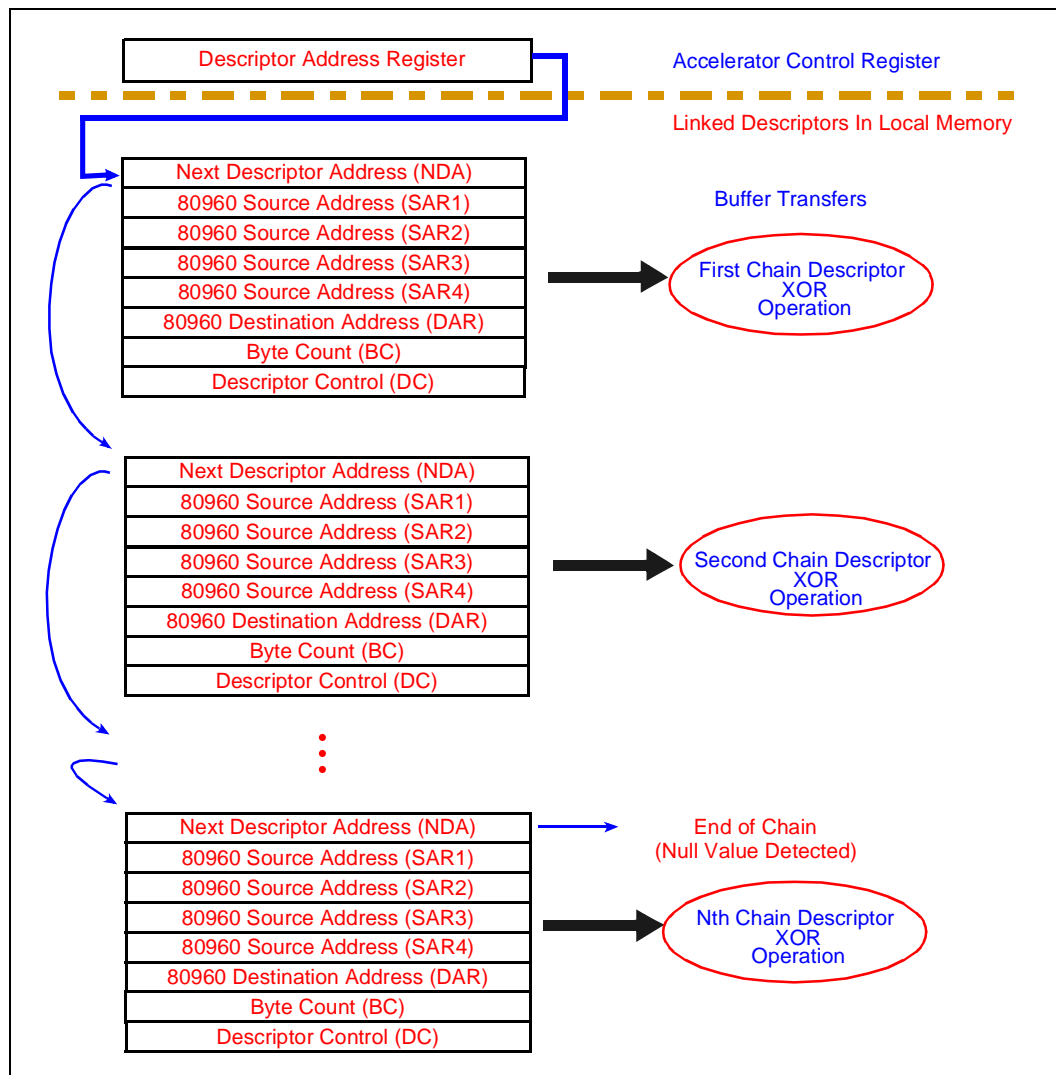 Descriptor Address Register
Accelerator Control Register
Linked Descriptors In Local Memory
Next Descriptor Address (NDA)
80960 Source Address (SAR1)
80960 Source Address (SAR2)
80960 Source Address (SAR3)
80960 Source Address (SAR4)
80960 Destination Address (DAR)
Byte Count (BC)
Descriptor Control (DC)
Buffer Transfers
First Chain Descriptor
XOR
Operation
Next Descriptor Address (NDA)
80960 Source Address (SAR1)
80960 Source Address (SAR2)
80960 Source Address (SAR3)
80960 Source Address (SAR4)
80960 Destination Address (DAR)
Byte Count (BC)
Descriptor Control (DC)
Second Chain Descriptor
XOR
Operation
Next Descriptor Address (NDA)
80960 Source Address (SAR1)
80960 Source Address (SAR2)
80960 Source Address (SAR3)
80960 Source Address (SAR4)
80960 Destination Address (DAR)
Byte Count (BC)
Descriptor Control (DC)
End of Chain
(Null Value Detected)
Nth Chain Descriptor
XOR
Operation